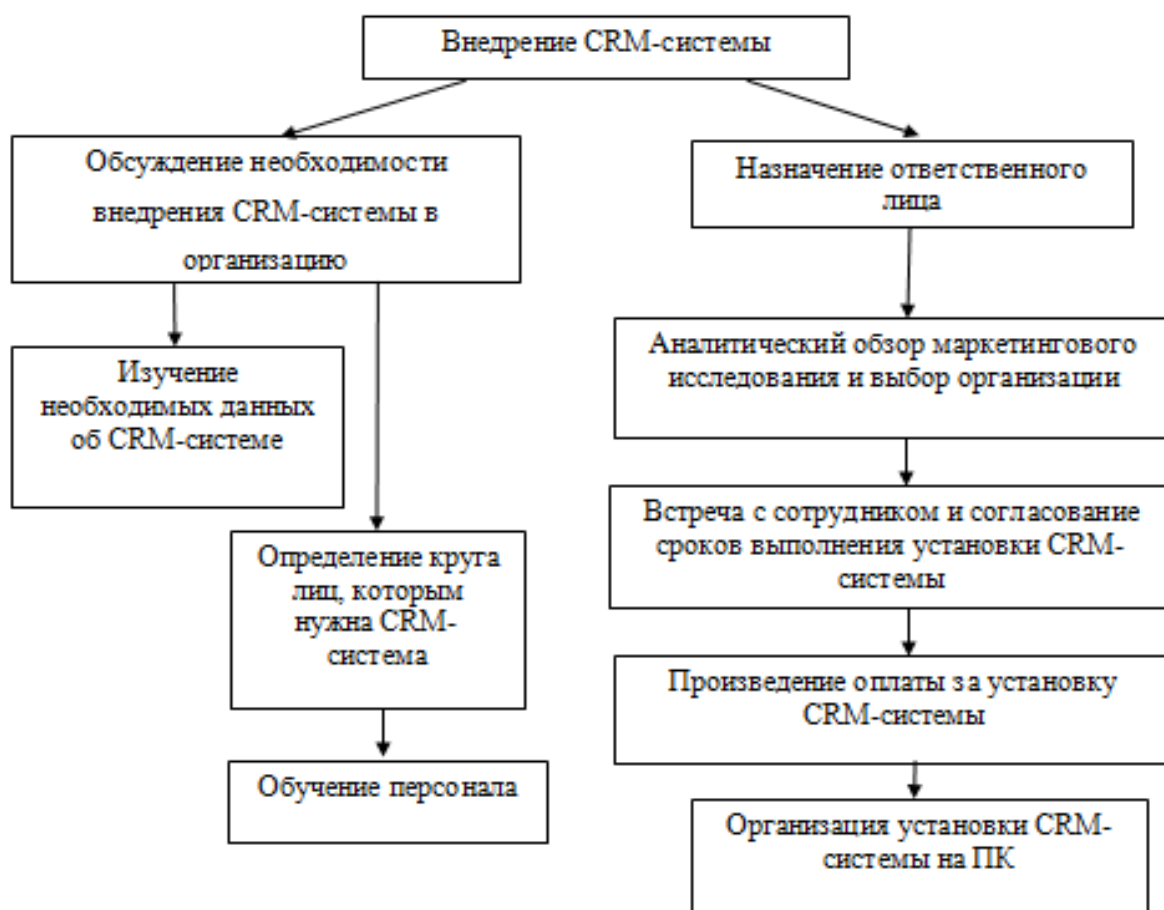 Внедрение CRM-системы
Обсуждение необходимости
внедрения CRM-системы в
организацию
Назначение ответственного
лица
Изучение
необходимых данных
об CRM-системе
Аналитический обзор маркетингового
исследования и выбор организации
Встреча с сотрудником и согласование
сроков выполнения установки CRM-
системы
Определение круга
лиц, которым
нужна CRM-
система
Произведение оплаты за установку
CRM-системы
Обучение персонала
Организация установки CRM-
системы на ПК